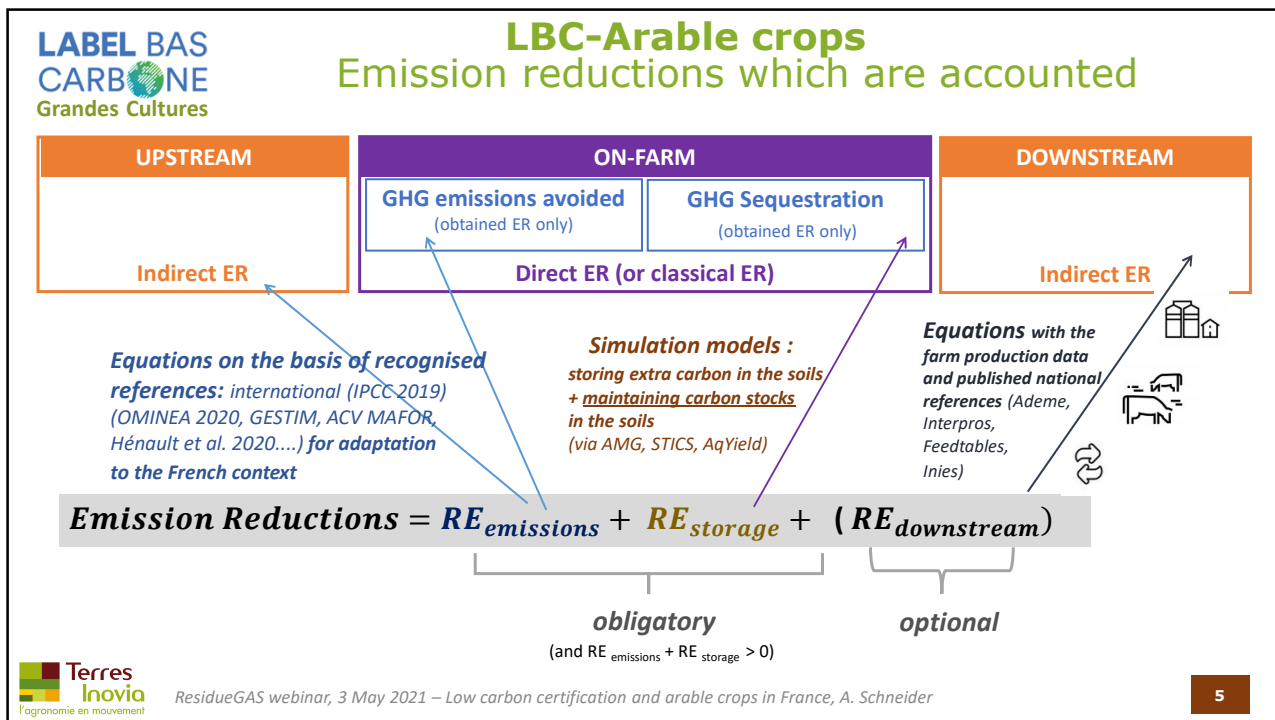 LABEL BAS
CARBONE
Grandes Cultures
LBC-Arable crops
Emission reductions which are accounted
UPSTREAM
Indirect ER
ON-FARM
GHG emissions avoided
(obtained ER only)
GHG Sequestration
(obtained ER only)
Direct ER (or classical ER)
DOWNSTREAM
Indirect ER
Equations on the basis of recognised
references: international (IPCC 2019)
(OMINEA 2020, GESTIM, ACV MAFOR,
Hénault et al. 2020....) for adaptation
to the French context
Simulation models :
storing extra carbon in the soils
+ maintaining carbon stocks
in the soils
(via AMG, STICS, AqYield)
Equations with the
farm production data
and published national
references (Ademe,
Interpros,
Feedtables,
Inies)
Emission Reductions = RE emissions + RE storage + ( RE downstream)
obligatory
(and RE emissions + RE storage > 0)
optional
Terres
Inovia
l'agronomie en mouvement
ResidueGAS webinar, 3 May 2021 – Low carbon certification and arable crops in France, A. Schneider
5